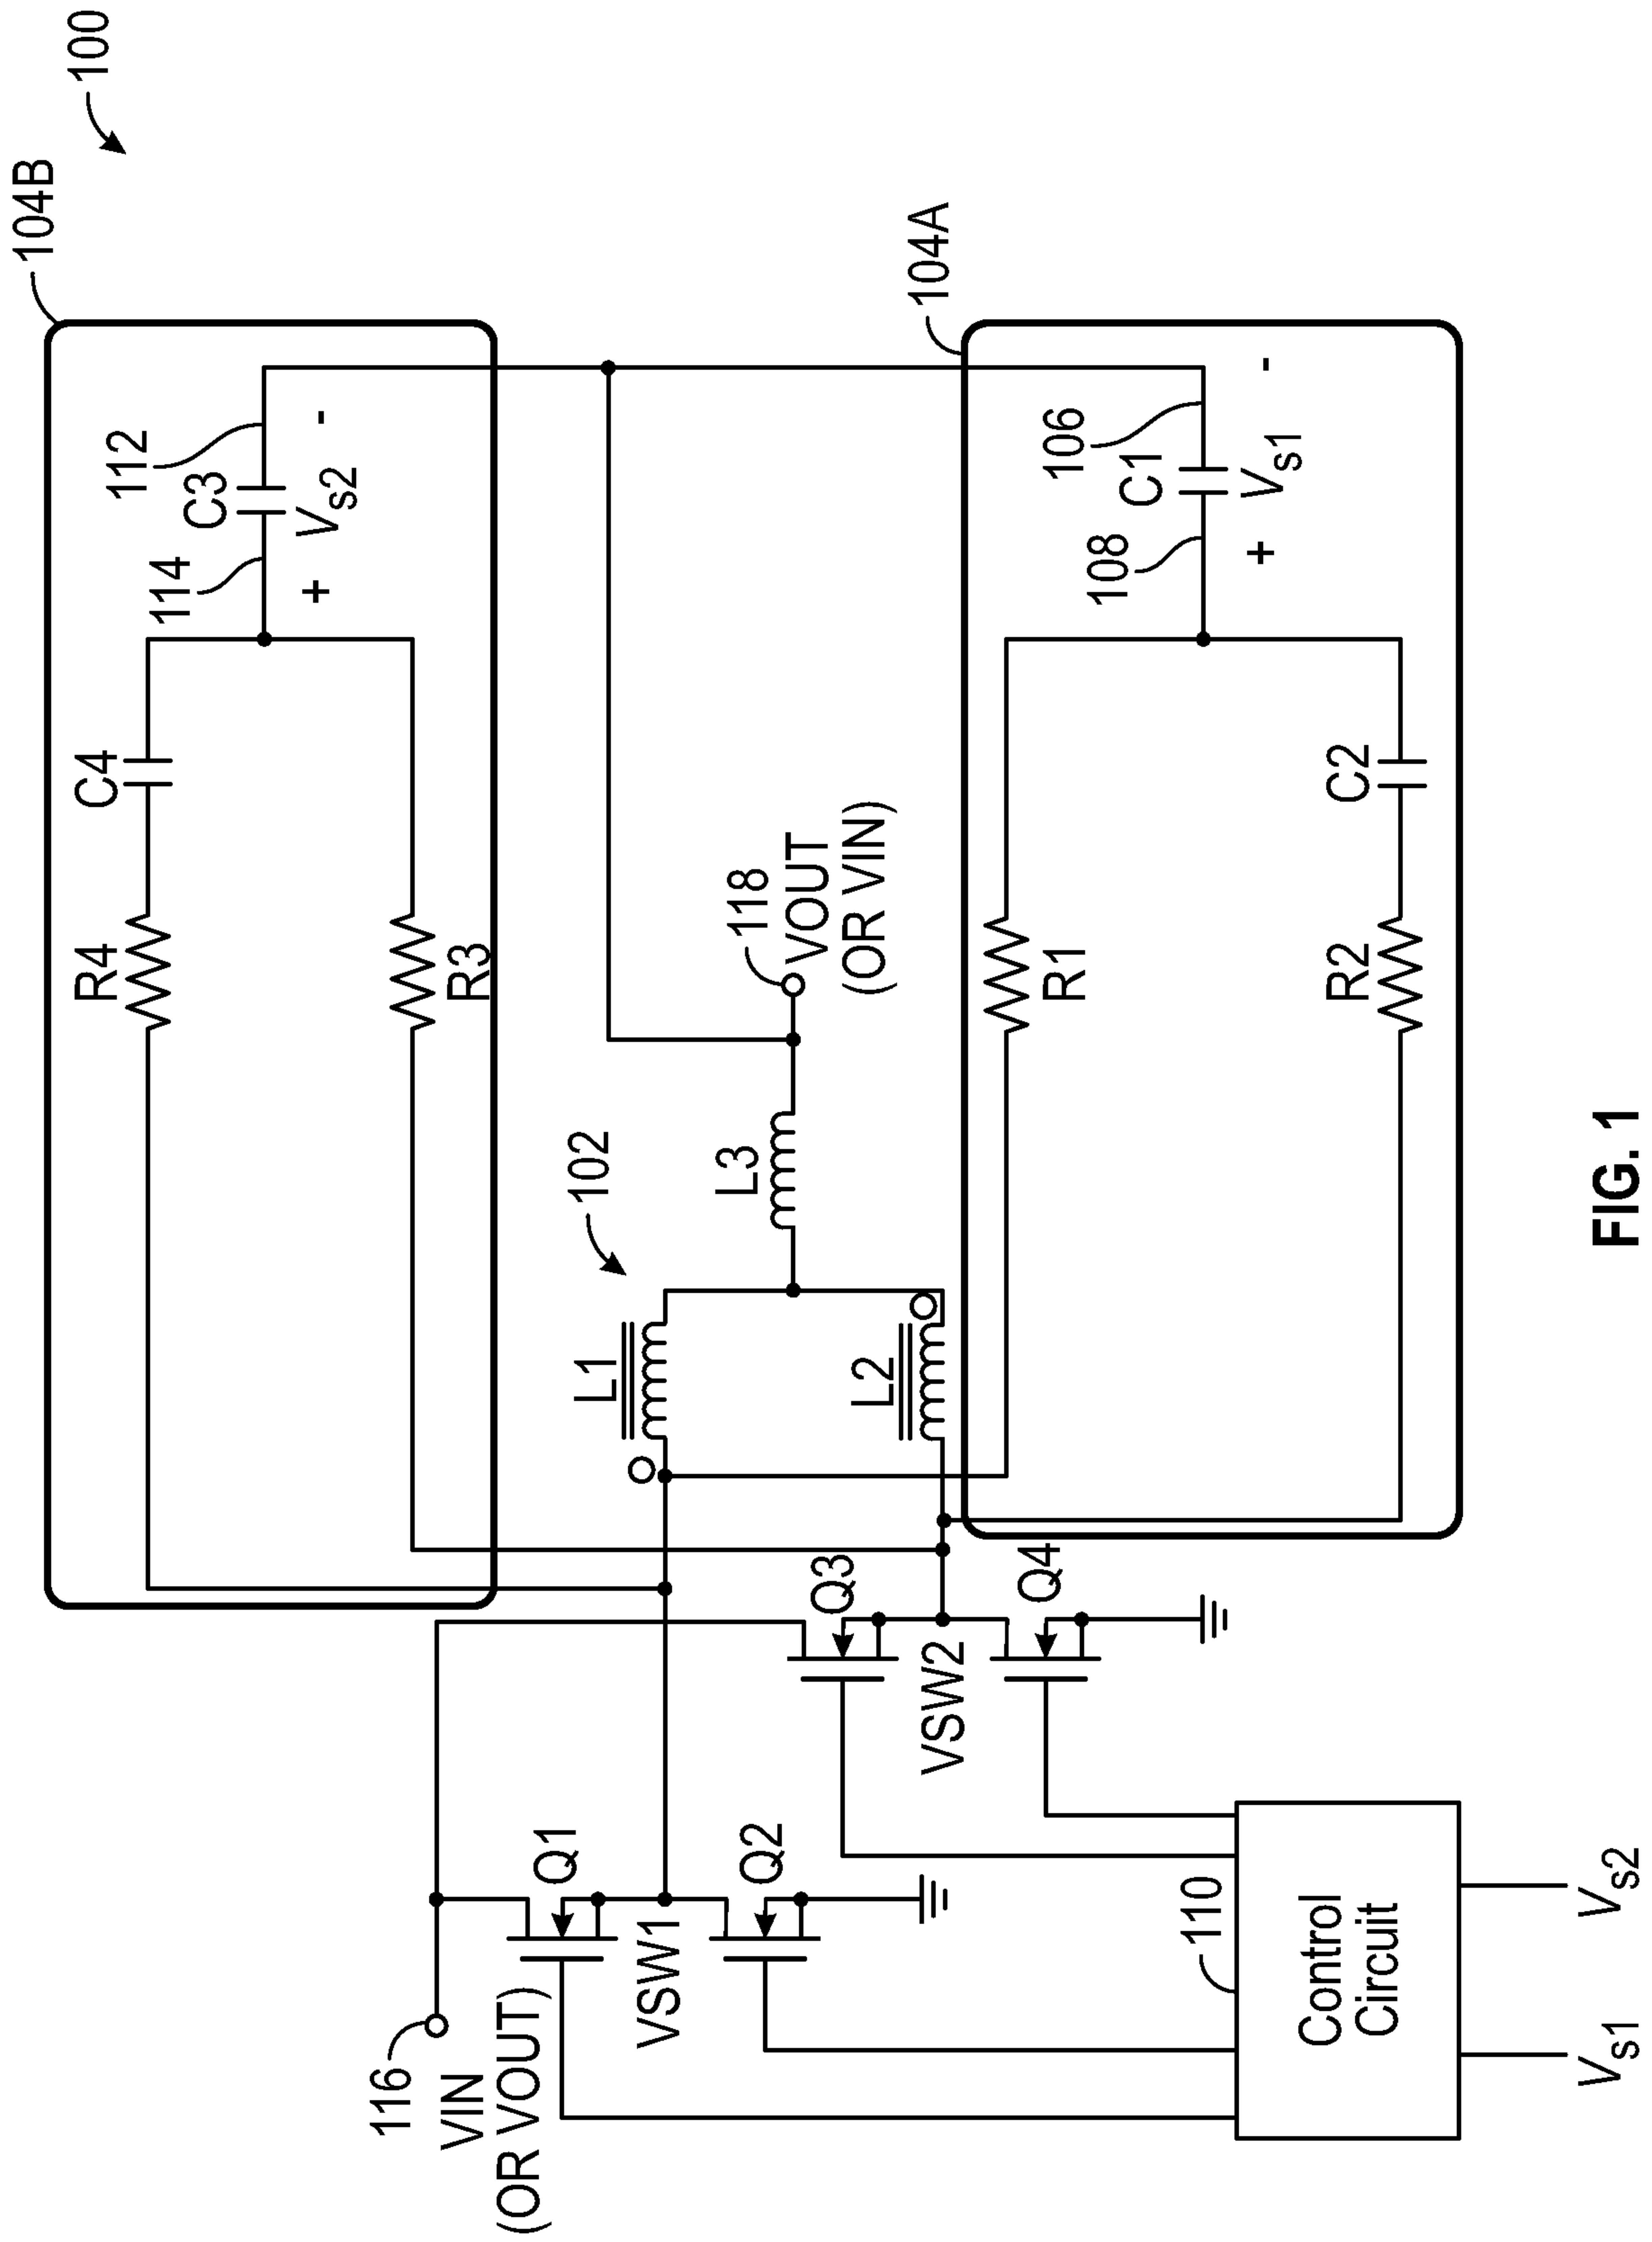 100
104B
112
C3
Vs2
-
114
+
C4
R4
R3
104A
106
C1
Vs1
-
108
+
R1
C2
R2
118
VOUT
(OR VIN)
102
L3
L1
L2
Q3
Q4
VSW2
Q1
Q2
VSW1
116
VIN
(OR VOUT)
110
Control
Circuit
Vs1
Vs2
FIG. 1